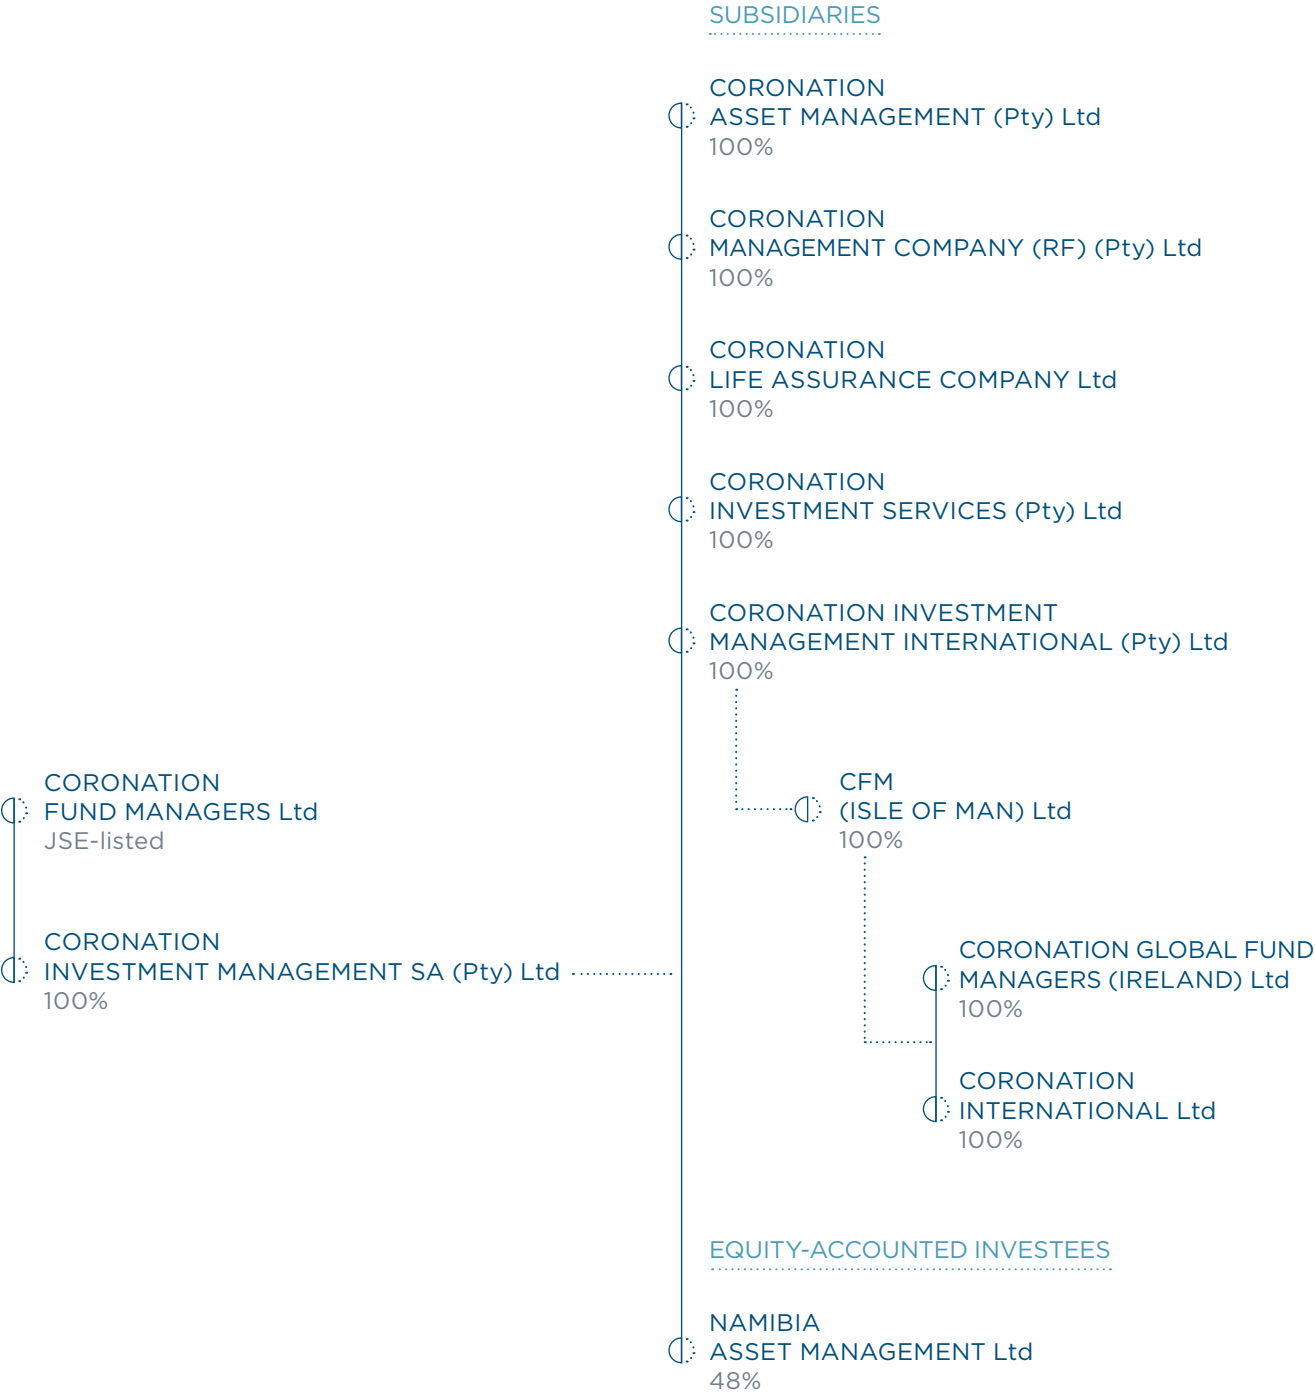 SUBSIDIARIES
CORONATION
ASSET MANAGEMENT (Pty) Ltd
100%
CORONATION
MANAGEMENT COMPANY (RF) (Pty) Ltd
100%
CORONATION
LIFE ASSURANCE COMPANY Ltd
100%
CORONATION
INVESTMENT SERVICES (Pty) Ltd
100%
CORONATION INVESTMENT
MANAGEMENT INTERNATIONAL (Pty) Ltd
100%
CORONATION
FUND MANAGERS Ltd
JSE-listed
CFM
(ISLE OF MAN) Ltd
100%
CORONATION
INVESTMENT MANAGEMENT SA (Pty) Ltd
100%
CORONATION GLOBAL FUND
MANAGERS (IRELAND) Ltd
100%
CORONATION
INTERNATIONAL Ltd
100%
EQUITY-ACCOUNTED INVESTEES
NAMIBIA
ASSET MANAGEMENT Ltd
48%